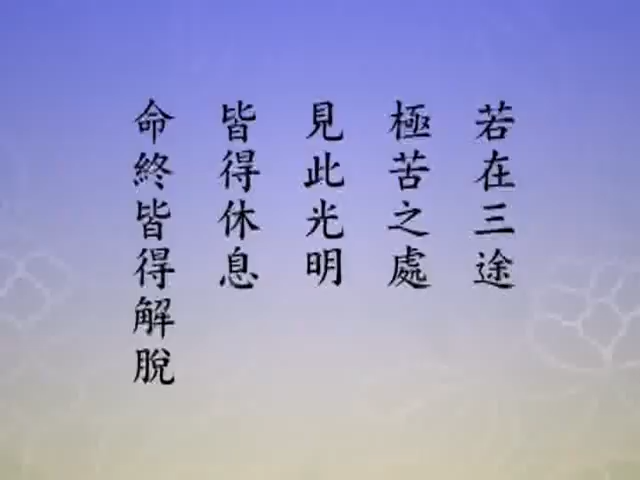 若在三途
極苦之處
見此光明
皆得休息
命終皆得解脫